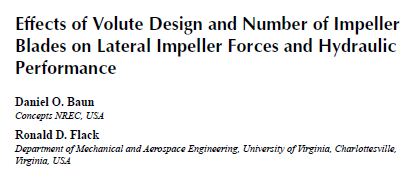 Effects of Volute Design and Number of Impeller
Blades on Lateral Impeller Forces and Hydraulic
Performance
Daniel O. Baun
Concepts NREC, USA
Ronald D. Flack
Department of Mechanical and Aerospace Engineering, University of Virginia, Charlottesville,
Virginia, USA